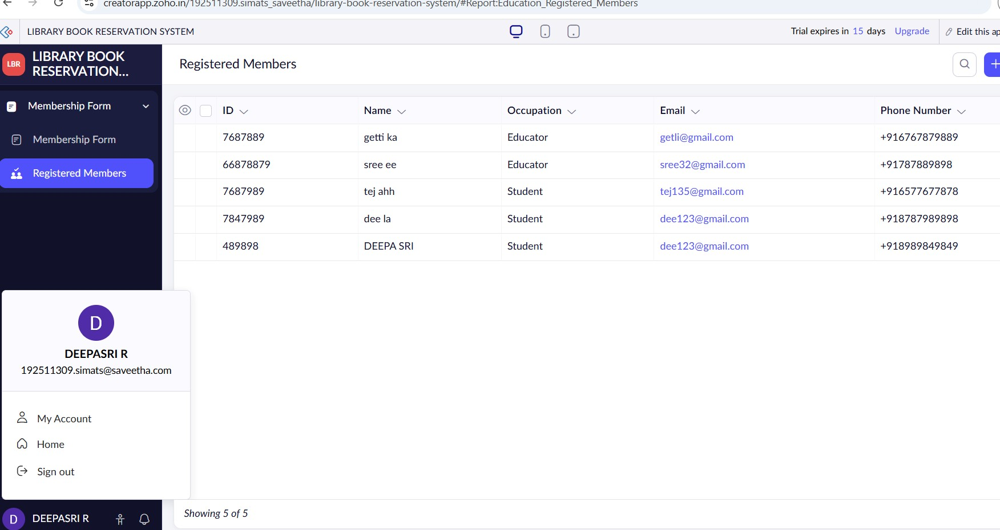 creatorapp.zoho.in/192511309.simats_saveetha/library-book-reservation-system/#Report:Education_Registered_Members
LIBRARY BOOK RESERVATION SYSTEM
Trial expires in 15 days Upgrade
Edit this
LBR
LIBRARY BOOK
RESERVATION...
Membership Form
Membership Form
Registered Members
Registered Members
ID Name Occupation Email Phone Number
7687889 getti ka Educator getli@gmail.com +916767879889
66878879 sree ee Educator sree32@gmail.com +91787889898
7687989 tej ahh Student tej135@gmail.com +916577677878
7847989 dee la Student dee123@gmail.com +918787989898
489898 DEEPA SRI Student dee123@gmail.com +918989849849
D
DEEPASRI R
192511309.simats@saveetha.com
My Account
Home
Sign out
D DEEPASRI R
Showing 5 of 5